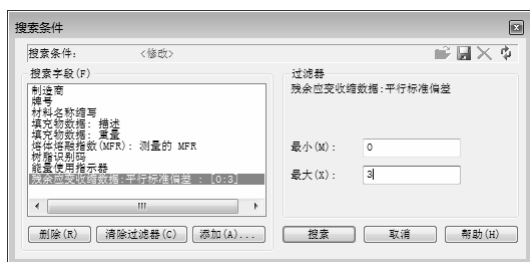 搜索条件
搜索条件: <修改>
搜索字段(F)
制造商
牌号
材料名称缩写
填充物数据: 描述
填充物数据: 重量
熔体熔融指数(MFR): 测量的 MFR
树脂识别码
能量使用指示器
残余应变收缩数据:平行标准偏差 : [0:3]
删除(R) 清除过滤器(C) 添加(A)...
过滤器
残余应变收缩数据:平行标准偏差
最小(M): 0
最大(X): 3
搜索 取消 帮助(H)